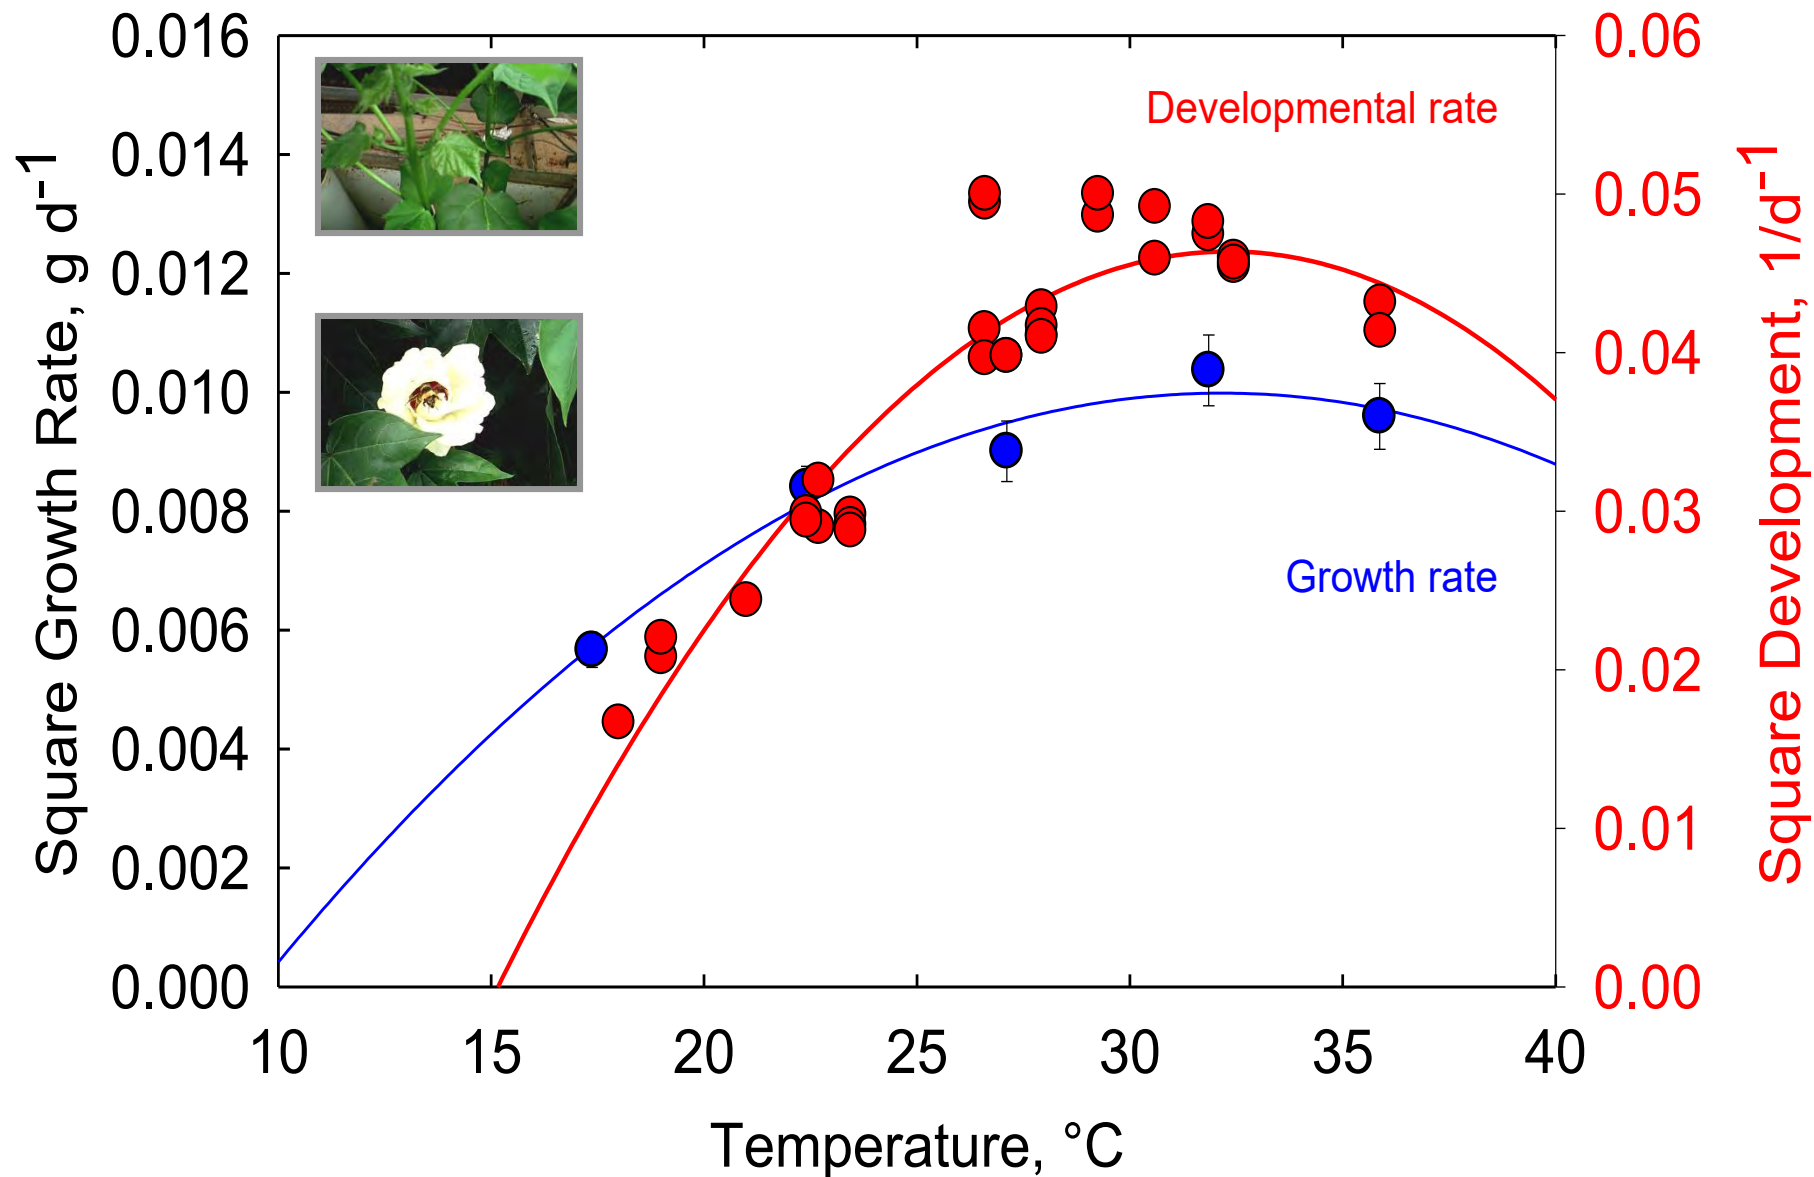 0.016
0.014
0.012
0.010
0.008
0.006
0.004
0.002
0.000
Square Growth Rate, g d-1
0.06
0.05
0.04
0.03
0.02
0.01
0.00
Square Development, 1/d-1
Developmental rate
Growth rate
10 15 20 25 30 35 40
Temperature, °C